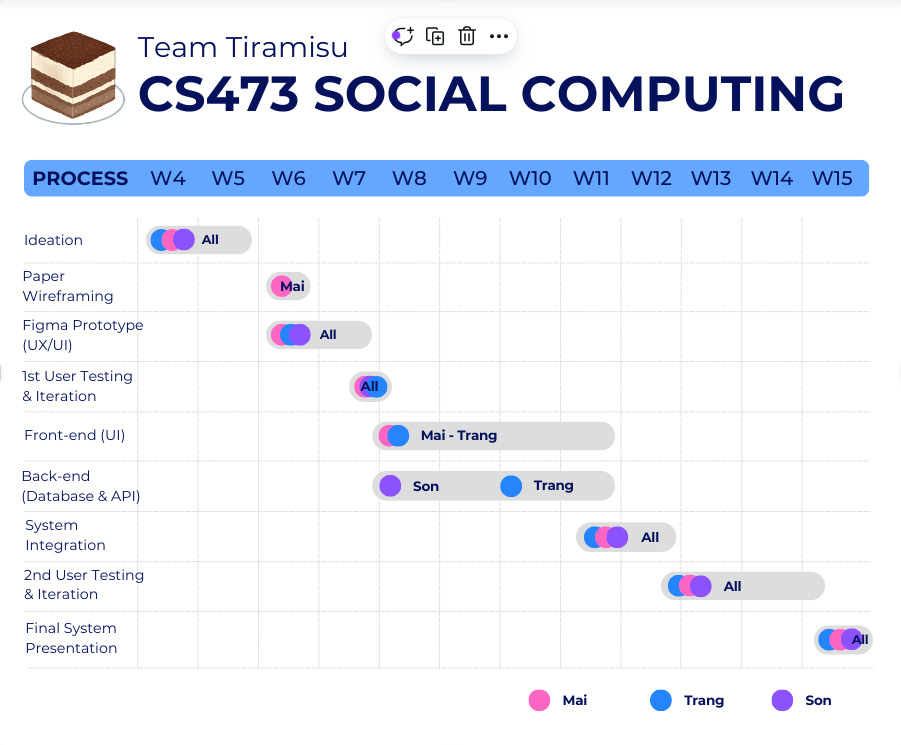 Team Tiramisu
CS473 SOCIAL COMPUTING
PROCESS W4 W5 W6 W7 W8 W9 W10 W11 W12 W13 W14 W15
Ideation All
Paper
Wireframing
Mai
Figma Prototype
(UX/UI)
All
1st User Testing
& Iteration
All
Front-end (UI) Mai - Trang
Back-end
(Database & API)
Son Trang
System
Integration
All
2nd User Testing
& Iteration
All
Final System
Presentation
All
Mai Trang Son